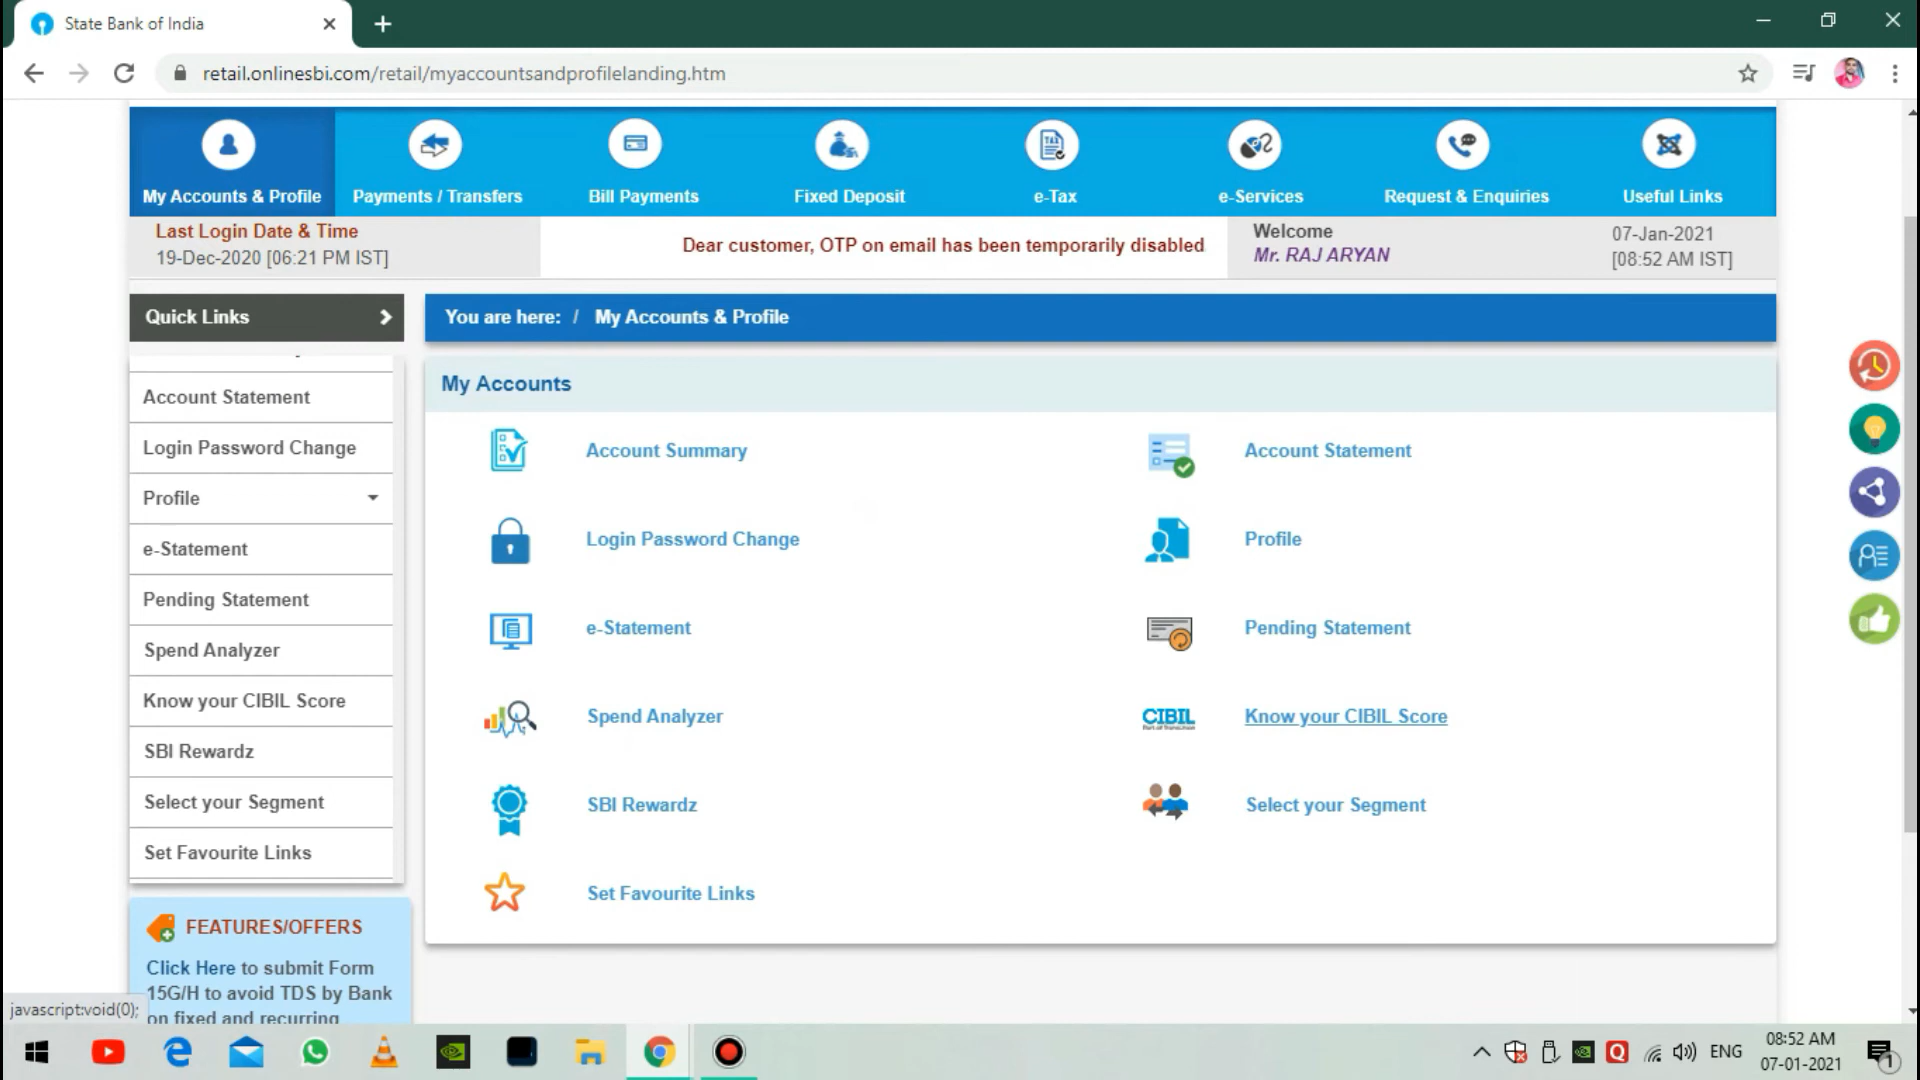 State Bank of India
retail.onlinesbi.com/retail/myaccountsandprofilelanding.htm
My Accounts & Profile
Payments / Transfers
Bill Payments
Fixed Deposit
e-Tax
e-Services
Request & Enquiries
Useful Links
Last Login Date & Time
19-Dec-2020 [06:21 PM IST]
Dear customer, OTP on email has been temporarily disabled
Welcome
Mr. RAJ ARYAN
07-Jan-2021
[08:52 AM IST]
Quick Links
Account Statement
Login Password Change
Profile
e-Statement
Pending Statement
Spend Analyzer
Know your CIBIL Score
SBI Rewardz
Select your Segment
Set Favourite Links
FEATURES/OFFERS
Click Here to submit Form
15G/H to avoid TDS by Bank
on fixed and recurring
You are here: / My Accounts & Profile
My Accounts
Account Summary
Account Statement
Login Password Change
Profile
e-Statement
Pending Statement
Spend Analyzer
CIBIL
Know your CIBIL Score
SBI Rewardz
Select your Segment
Set Favourite Links
javascript:void(0);
ENG
08:52 AM
07-01-2021
1